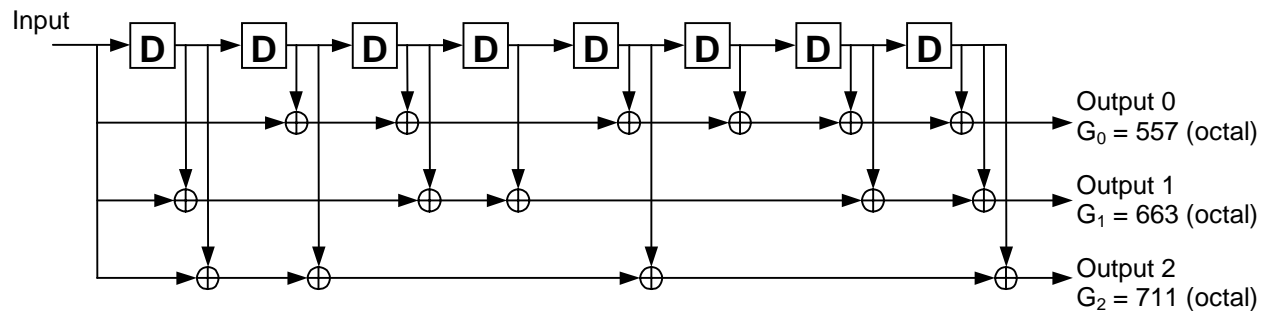 Input
D D D D D D D D
Output 0
G₀ = 557 (octal)
Output 1
G₁ = 663 (octal)
Output 2
G₂ = 711 (octal)